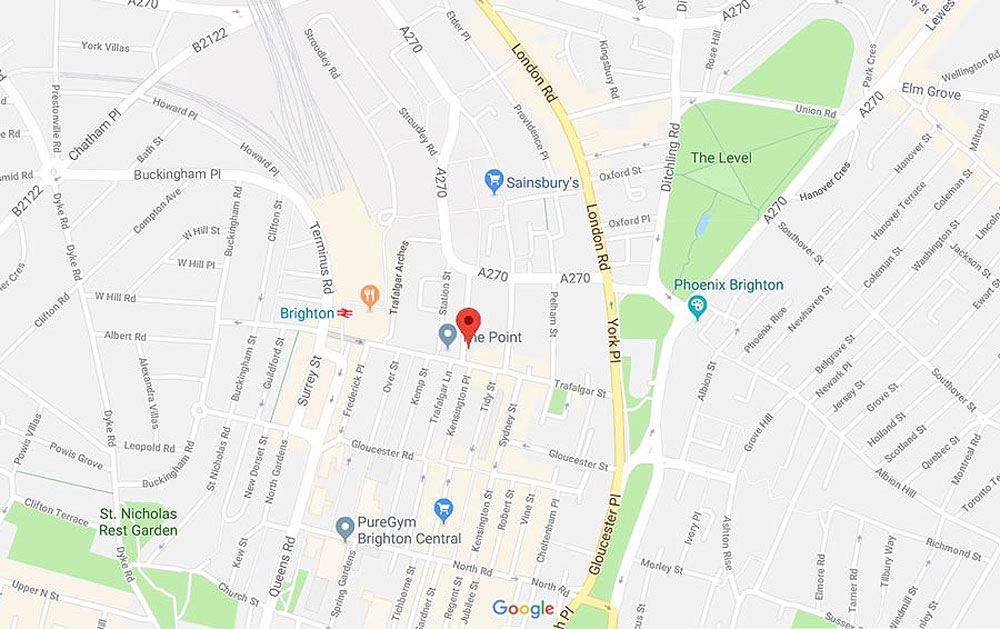 A270
A270
Di
A270
Lewes
York Villas
B2122
Stroudley Rd
A270
Elder Pl
London Rd
Kingsbury Rd
Rose Hill
Park Cres
Wellington Rd
Prestonville Rd
Howard Pl
Chatham Pl
Union Rd
A270
Elm Grove
Milton Rd
Stroudley Rd
Providence Pl
Ditchling Rd
Bath St
Howard Pl
The Level
Hanover St
smid Rd
Buckingham Pl
A270
Sainsbury's
Oxford St
Hanover Cres
Coleman St
B2122
Dyke Rd
Compton Ave
Buckingham Rd
Clifton St
London Rd
Oxford Pl
A270
Hanover Terrace
Lincol
W Hill St
Terminus Rd
Southover St
Washington St
Dyke Rd
W Hill Pl
Trafalgar Arches
Coleman St
Jackson St
Station St
A270
A270
Phoenix Brighton
Ewart St
Clifton Rd
W Hill Rd
Pelham St
Newhaven St
Brighton
York Pl
Phoenix Rise
Albert Rd
The Point
Belgrave St
Alexandra Villas
Buckingham St
Guildford St
Surrey St
Frederick Pl
Over St
Kemp St
Trafalgar Ln
Kensington Pl
Tidy St
Trafalgar St
Albion St
Newark Pl
Southover St
Jersey St
Grove St
Dyke Rd
Sydney St
Grove Hill
Holland St
Powis Villas
Leopold Rd
Gloucester Rd
Gloucester St
Scotland St
Powis Grove
Buckingham Rd
St Nicholas Rd
New Dorset St
North Gardens
Quebec St
Montreal Rd
Albion Hill
Toronto Te
Clifton Terrace
St. Nicholas
Rest Garden
PureGym
Brighton Central
Kensington St
Robert St
Vine St
Cheltenham Pl
Gloucester Pl
Ivory Pl
Ashton Rise
Richmond St
Dyke Rd
Kew St
Queens Rd
Spring Gardens
North Rd
North Rd
Morley St
Elmore Rd
Tarner Rd
Tilbury Way
Windmill St
Upper N St
Church St
Tichborne St
Gardner St
Regent St
Jubilee St
Google
Pl
Sussex